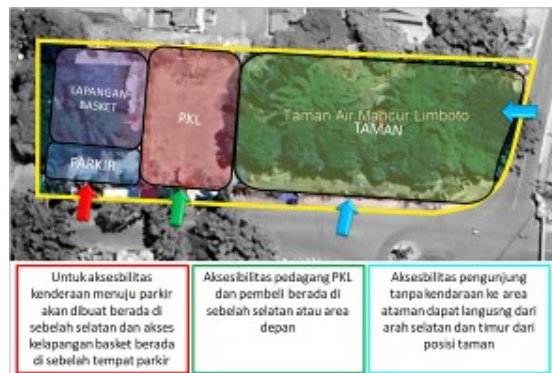 LAPANGAN
BASKET
PKL
Taman Air Mancur Limboto
TAMAN
PARKIR
Untuk aksesbilitas
kenderaan menuju parkir
akan dibuat berada di
sebelah selatan dan akses
kelapangan basket berada
di sebelah tempat parkir
Aksesibilitas pedagang PKL
dan pembeli berada di
sebelah selatan atau area
depan
Aksesbilitas pengunjung
tanpa kendaraan ke area
ataman dapat langusng dari
arah selatan dan timur dari
posisi taman